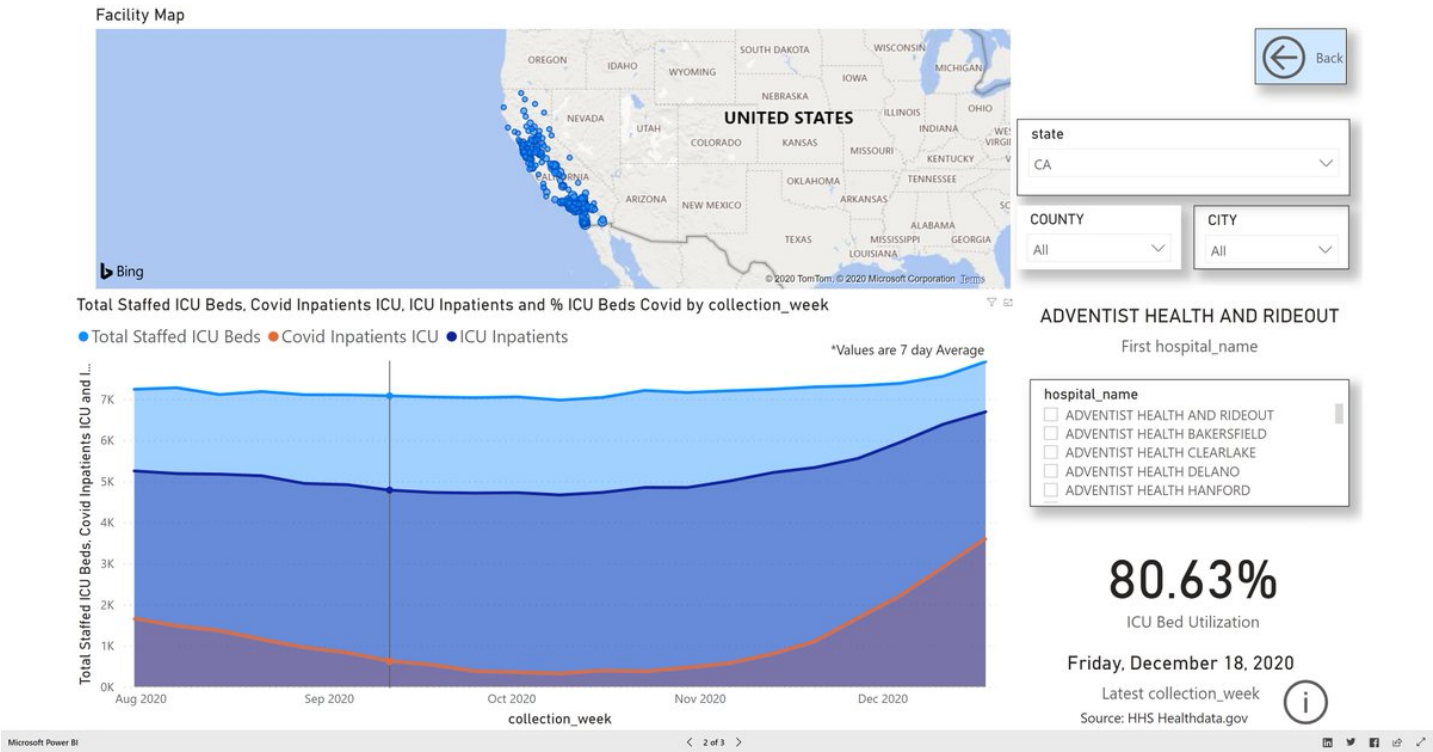 Facility Map
OREGON
IDAHO
WYOMING
SOUTH DAKOTA
WISCONSIN
MICHIGAN
IOWA
NEBRASKA
NEVADA
UTAH
UNITED STATES
ILLINOIS
INDIANA
OHIO
COLORADO
KANSAS
MISSOURI
KENTUCKY
OKLAHOMA
TENNESSEE
ARIZONA
NEW MEXICO
ARKANSAS
ALABAMA
TEXAS
MISSISSIPPI
GEORGIA
LOUISIANA
Bing
© 2020 TomTom, © 2020 Microsoft Corporation Terms
Back
state
CA
COUNTY
All
CITY
All
Total Staffed ICU Beds, Covid Inpatients ICU, ICU Inpatients and % ICU Beds Covid by collection_week
Total Staffed ICU Beds
Covid Inpatients ICU
ICU Inpatients
*Values are 7 day Average
Total Staffed ICU Beds, Covid Inpatients ICU and I...
7K
6K
5K
4K
3K
2K
1K
0K
Aug 2020
Sep 2020
Oct 2020
Nov 2020
Dec 2020
collection_week
ADVENTIST HEALTH AND RIDEOUT
First hospital_name
hospital_name
ADVENTIST HEALTH AND RIDEOUT
ADVENTIST HEALTH BAKERSFIELD
ADVENTIST HEALTH CLEARLAKE
ADVENTIST HEALTH DELANO
ADVENTIST HEALTH HANFORD
80.63%
ICU Bed Utilization
Friday, December 18, 2020
Latest collection_week
Source: HHS Healthdata.gov
Microsoft Power BI
2 of 3